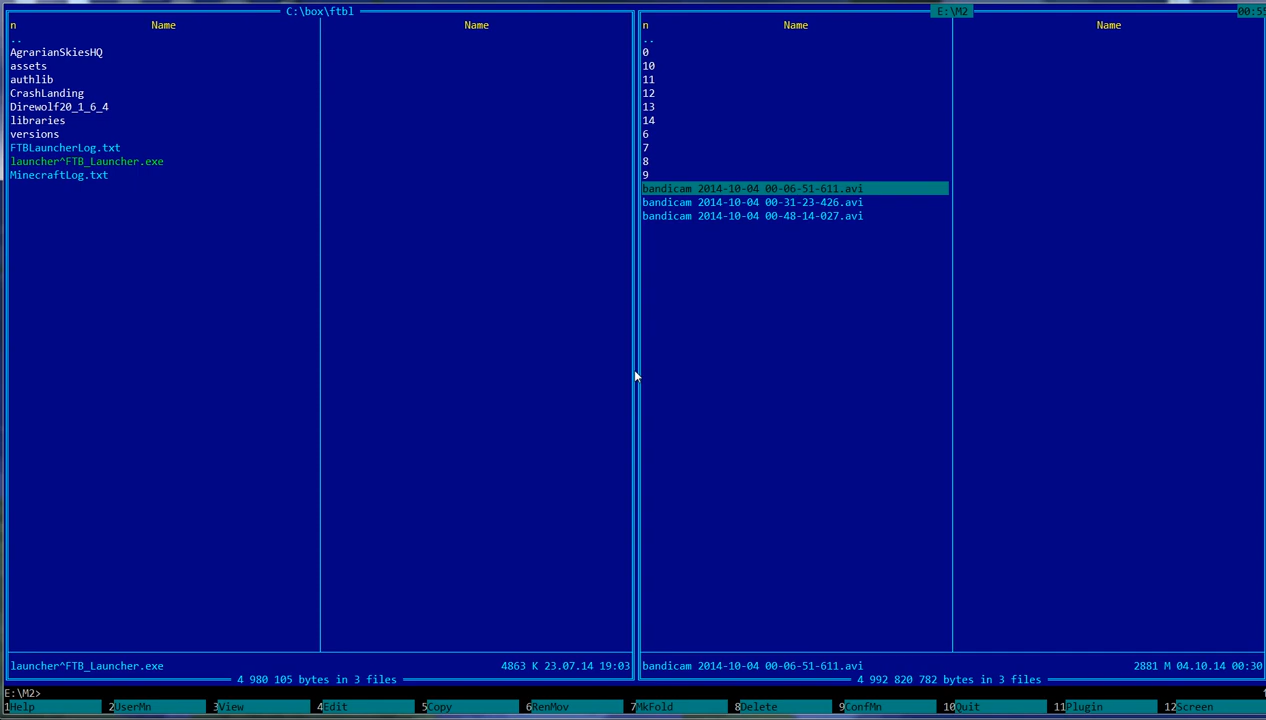 C:\box\ftbl
n Name Name
..
AgrarianSkiesHQ
assets
authlib
CrashLanding
Direwolf20_1_6_4
libraries
versions
FTBLauncherLog.txt
launcher^FTB_Launcher.exe
MinecraftLog.txt
launcher^FTB_Launcher.exe 4863 K 23.07.14 19:03
4 980 105 bytes in 3 files
E:\M2
n Name Name
..
0
10
11
12
13
14
6
7
8
9
bandicam 2014-10-04 00-06-51-611.avi
bandicam 2014-10-04 00-31-23-426.avi
bandicam 2014-10-04 00-48-14-027.avi
bandicam 2014-10-04 00-06-51-611.avi 2881 M 04.10.14 00:30
4 992 820 782 bytes in 3 files
E:\M2>
1Help 2UserMn 3View 4Edit 5Copy 6RenMov 7MkFold 8Delete 9ConfMn 10Quit 11Plugin 12Screen